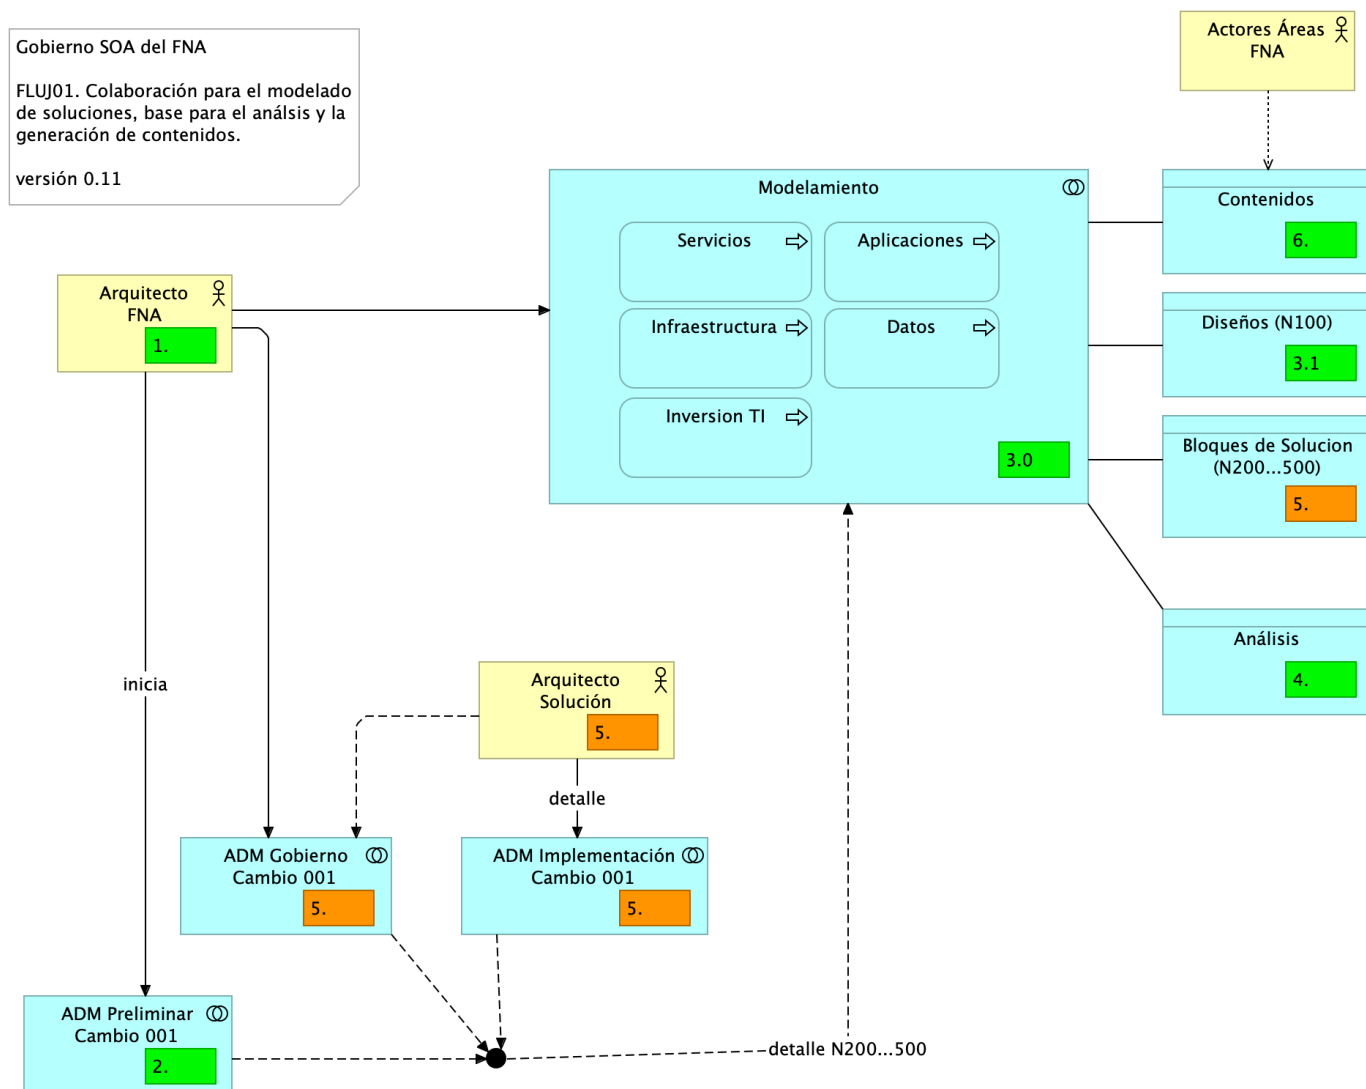 Gobierno SOA del FNA
FLUJ01. Colaboración para el modelado
de soluciones, base para el análsis y la
generación de contenidos.
versión 0.11
Actores Áreas
FNA
Modelamiento
Servicios
Aplicaciones
Infraestructura
Datos
Inversion TI
3.0
Contenidos
6.
Diseños (N100)
3.1
Bloques de Solucion
(N200...500)
5.
Análisis
4.
Arquitecto
FNA
1.
inicia
Arquitecto
Solución
5.
detalle
ADM Gobierno
Cambio 001
5.
ADM Implementación
Cambio 001
5.
ADM Preliminar
Cambio 001
2.
detalle N200...500